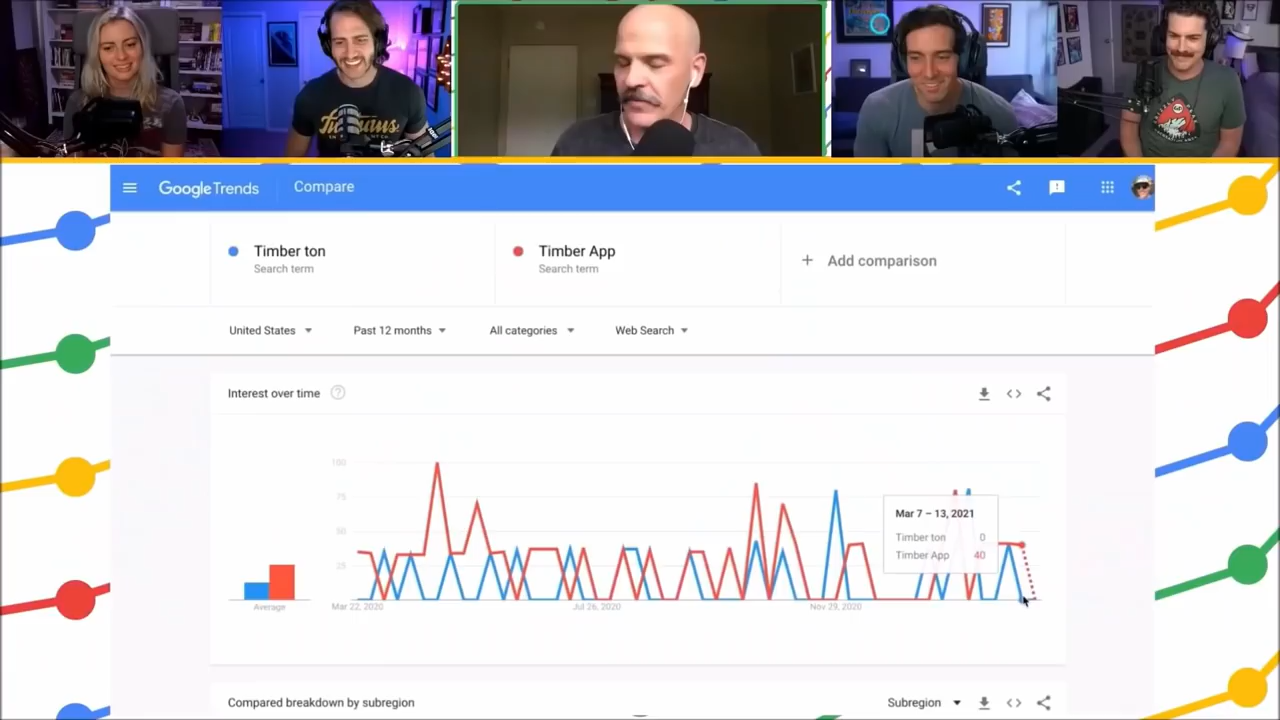 Google Trends
Compare
Timber ton
Search term
Timber App
Search term
+ Add comparison
United States
Past 12 months
All categories
Web Search
Interest over time
100
75
50
25
Average
Mar 22, 2020
Jul 26, 2020
Nov 29, 2020
Mar 7 – 13, 2021
Timber ton 0
Timber App 40
Compared breakdown by subregion
Subregion